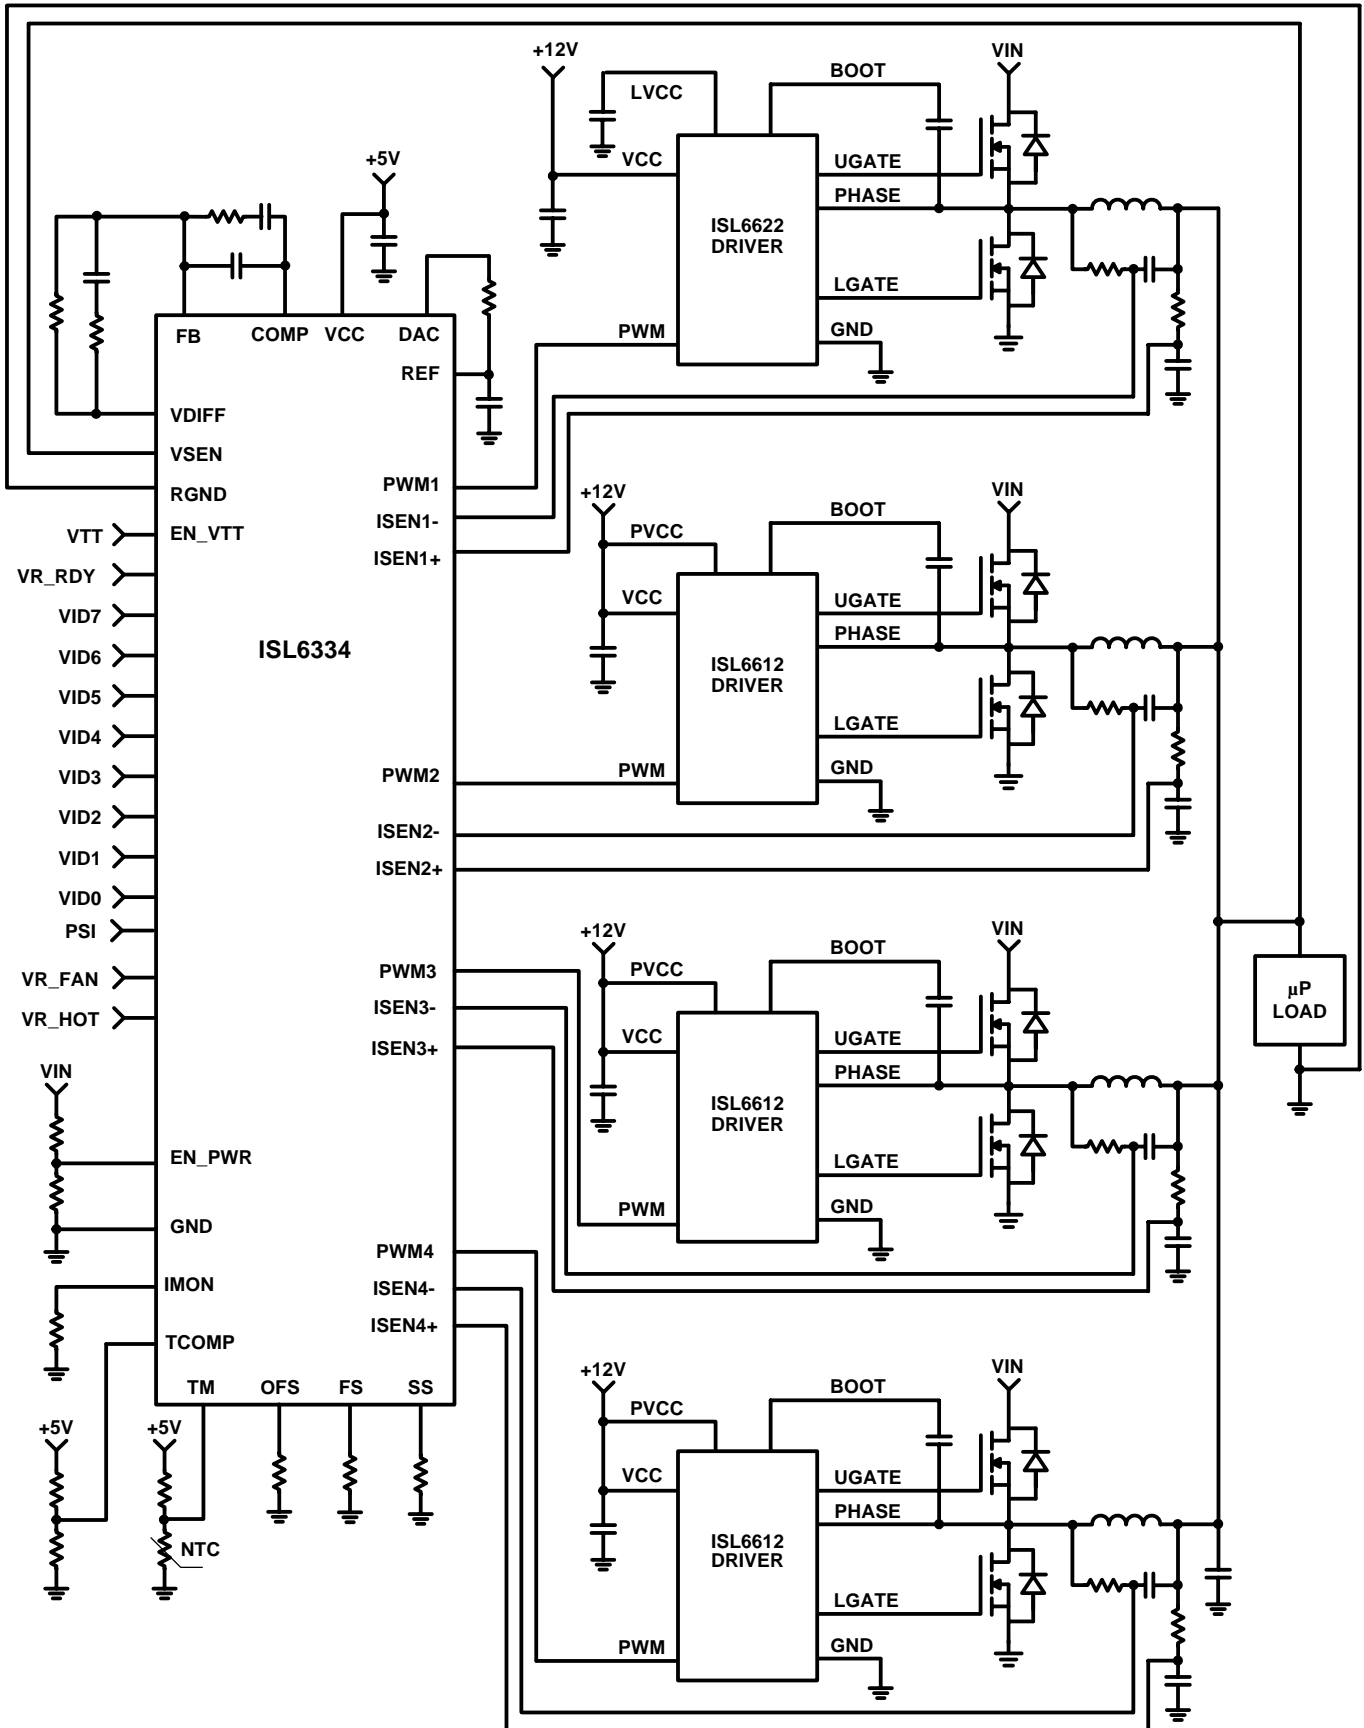 +12V
LVCC
VCC
BOOT
VIN
UGATE
PHASE
ISL6622
DRIVER
LGATE
PWM
GND
+5V
FB
COMP
VCC
DAC
REF
VDIFF
VSEN
RGND
EN_VTT
VTT
VR_RDY
VID7
VID6
VID5
VID4
VID3
VID2
VID1
VID0
PSI
VR_FAN
VR_HOT
ISL6334
PWM1
ISEN1-
ISEN1+
PWM2
ISEN2-
ISEN2+
PWM3
ISEN3-
ISEN3+
PWM4
ISEN4-
ISEN4+
VIN
EN_PWR
GND
IMON
TCOMP
TM
OFS
FS
SS
+5V
+5V
NTC
+12V
PVCC
VCC
BOOT
VIN
UGATE
PHASE
ISL6612
DRIVER
LGATE
PWM
GND
+12V
PVCC
VCC
BOOT
VIN
UGATE
PHASE
ISL6612
DRIVER
LGATE
PWM
GND
µP
LOAD
+12V
PVCC
VCC
BOOT
VIN
UGATE
PHASE
ISL6612
DRIVER
LGATE
PWM
GND